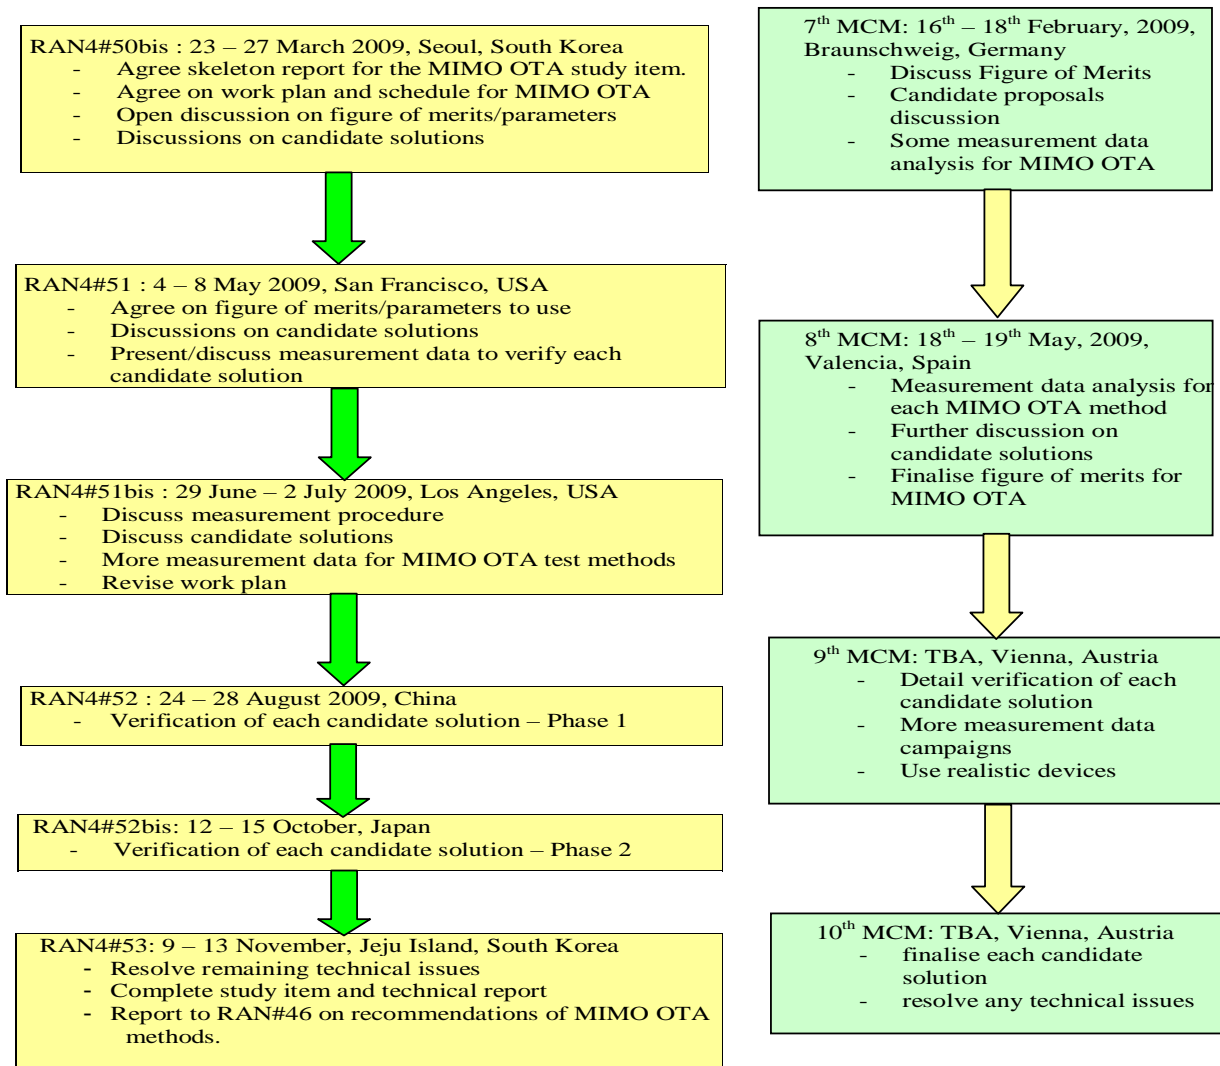 RAN4#50bis : 23 – 27 March 2009, Seoul, South Korea
- Agree skeleton report for the MIMO OTA study item.
- Agree on work plan and schedule for MIMO OTA
- Open discussion on figure of merits/parameters
- Discussions on candidate solutions
RAN4#51 : 4 – 8 May 2009, San Francisco, USA
- Agree on figure of merits/parameters to use
- Discussions on candidate solutions
- Present/discuss measurement data to verify each
candidate solution
RAN4#51bis : 29 June – 2 July 2009, Los Angeles, USA
- Discuss measurement procedure
- Discuss candidate solutions
- More measurement data for MIMO OTA test methods
- Revise work plan
RAN4#52 : 24 – 28 August 2009, China
- Verification of each candidate solution – Phase 1
RAN4#52bis: 12 – 15 October, Japan
- Verification of each candidate solution – Phase 2
RAN4#53: 9 – 13 November, Jeju Island, South Korea
- Resolve remaining technical issues
- Complete study item and technical report
- Report to RAN#46 on recommendations of MIMO OTA
methods.
7th MCM: 16th – 18th February, 2009,
Braunschweig, Germany
- Discuss Figure of Merits
- Candidate proposals
discussion
- Some measurement data
analysis for MIMO OTA
8th MCM: 18th – 19th May, 2009,
Valencia, Spain
- Measurement data analysis for
each MIMO OTA method
- Further discussion on
candidate solutions
- Finalise figure of merits for
MIMO OTA
9th MCM: TBA, Vienna, Austria
- Detail verification of each
candidate solution
- More measurement data
campaigns
- Use realistic devices
10th MCM: TBA, Vienna, Austria
- finalise each candidate
solution
- resolve any technical issues